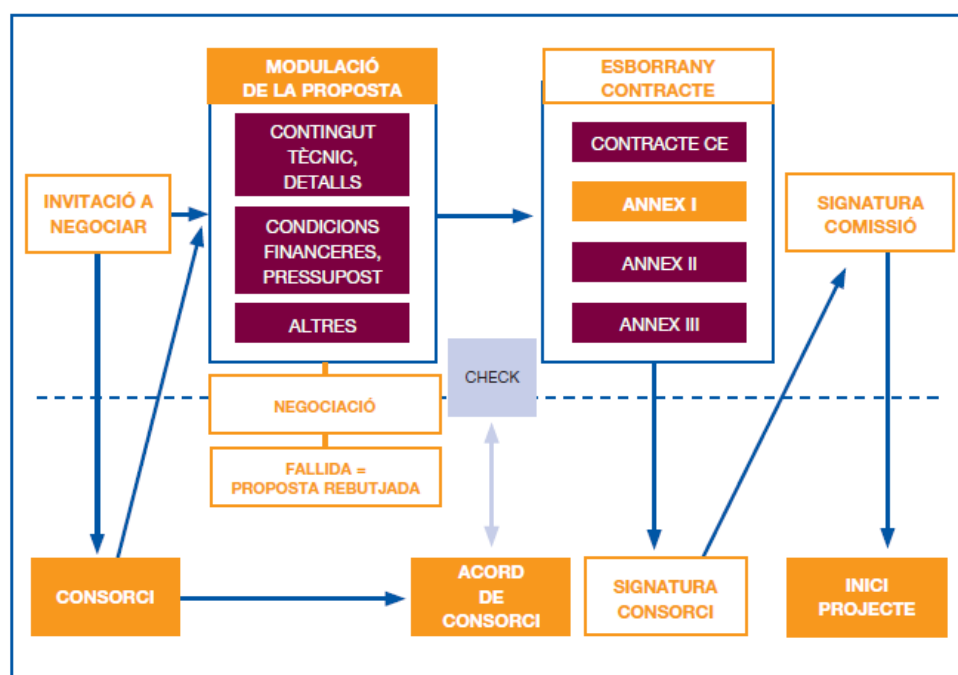 MODULACIÓ
DE LA PROPOSTA
CONTINGUT
TÈCNIC,
DETALLS
CONDICIONS
FINANCERES,
PRESSUPOST
ALTRES
ESBORRANY
CONTRACTE
CONTRACTE CE
ANNEX I
ANNEX II
ANNEX III
INVITACIÓ A
NEGOCIAR
SIGNATURA
COMISSIÓ
CHECK
NEGOCIACIÓ
FALLIDA =
PROPOSTA REBUTJADA
CONSORCI
ACORD
DE
CONSORCI
SIGNATURA
CONSORCI
INICI
PROJECTE